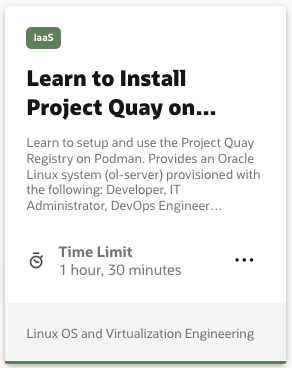 IaaS
Learn to Install
Project Quay on...
Learn to setup and use the Project Quay
Registry on Podman. Provides an Oracle
Linux system (ol-server) provisioned with
the following: Developer, IT
Administrator, DevOps Engineer...
Time Limit
1 hour, 30 minutes
Linux OS and Virtualization Engineering